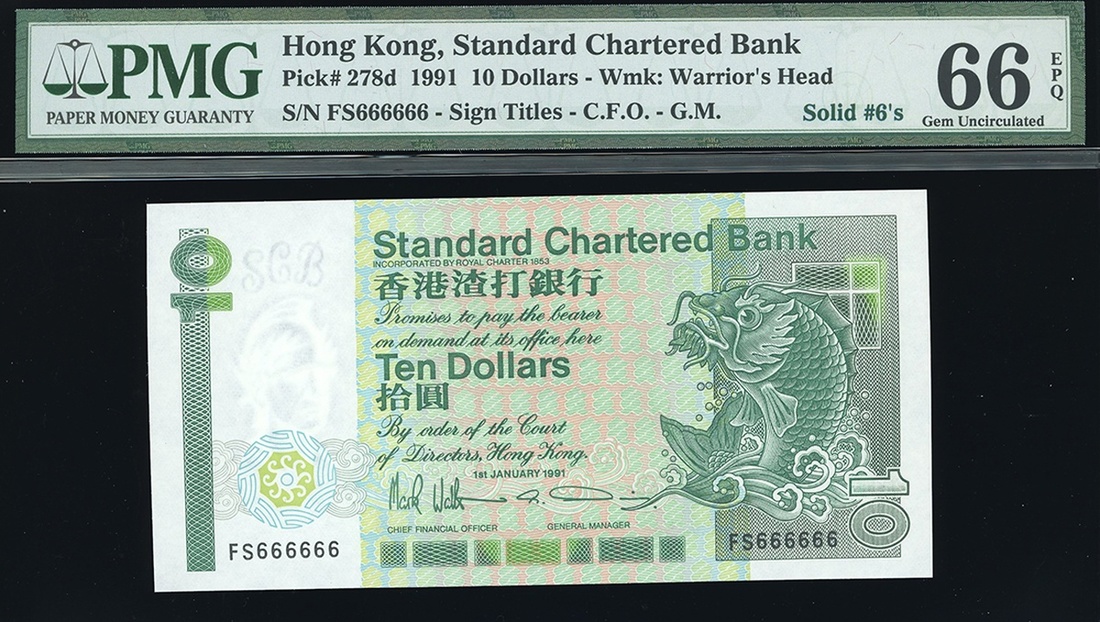 PMG
PAPER MONEY GUARANTY
Hong Kong, Standard Chartered Bank
Pick# 278d 1991 10 Dollars - Wmk: Warrior's Head
S/N FS666666 - Sign Titles - C.F.O. - G.M.
Solid #6's
66
EPQ
Gem Uncirculated
10
SCB
Standard Chartered Bank
INCORPORATED BY ROYAL CHARTER 1853
香港渣打銀行
Promises to pay the bearer
on demand at its office here
Ten Dollars
拾圓
By order of the Court
of Directors, Hong Kong.
1st JANUARY 1991
CHIEF FINANCIAL OFFICER
GENERAL MANAGER
FS666666
FS666666
10